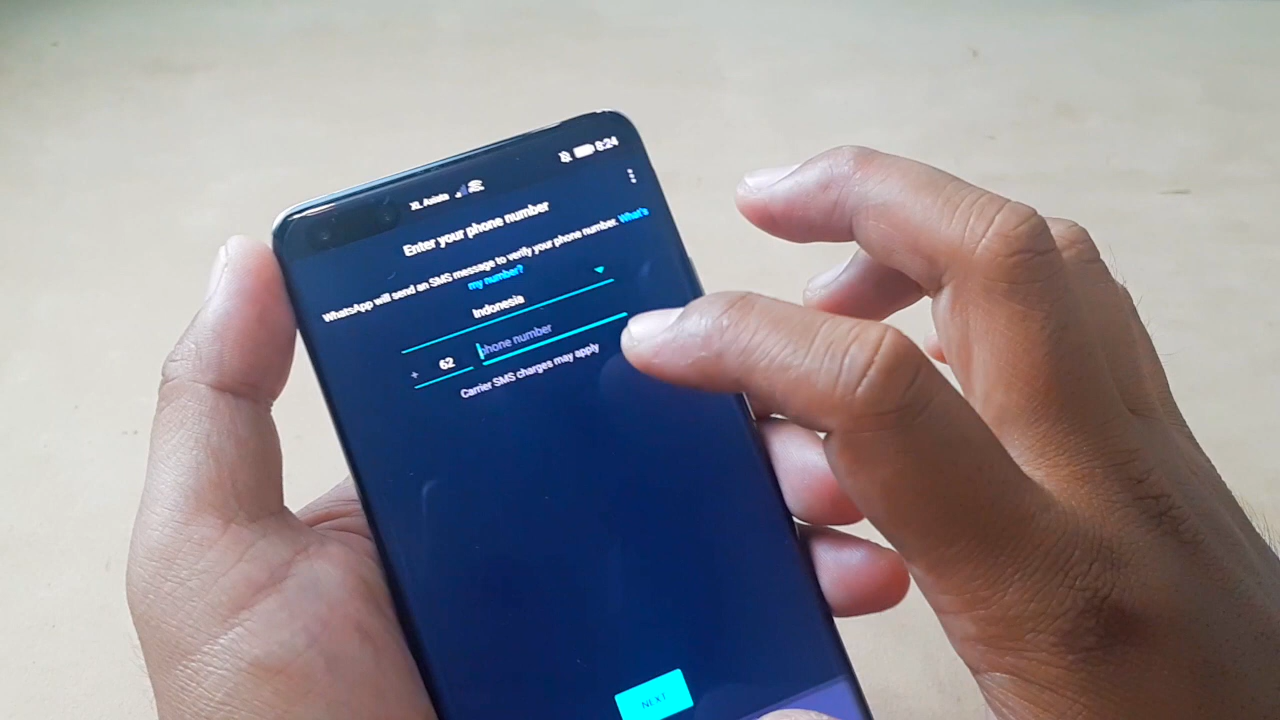 XL Axiata 8:24
Enter your phone number
WhatsApp will send an SMS message to verify your phone number. What's
my number?
Indonesia
+ 62 phone number
Carrier SMS charges may apply
NEXT